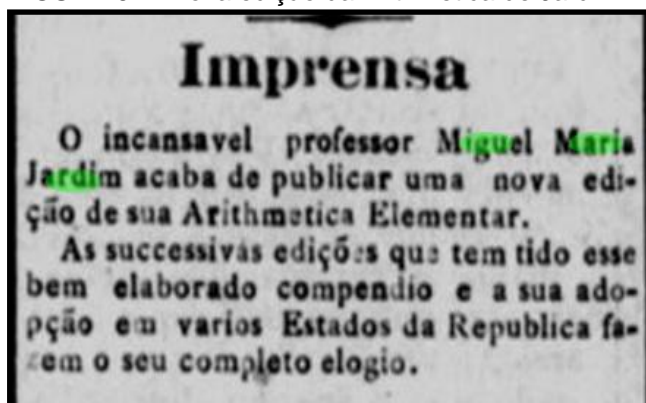 Imprensa
O incansavel professor Miguel Maria
Jardim acaba de publicar uma nova edi-
ção de sua Arithmetica Elementar.
As successivas edições que tem tido esse
bem elaborado compendio e a sua ado-
pção em varios Estados da Republica fa-
zem o seu completo elogio.